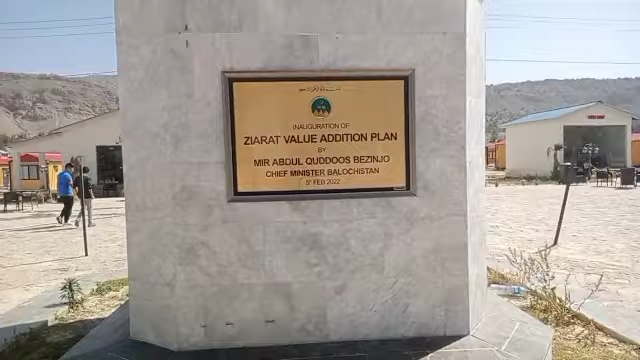 INAUGURATION OF
ZIARAT VALUE ADDITION PLAN
BY
MIR ABDUL QUDDOOS BEZINJO
CHIEF MINISTER BALOCHISTAN
5th FEB 2022